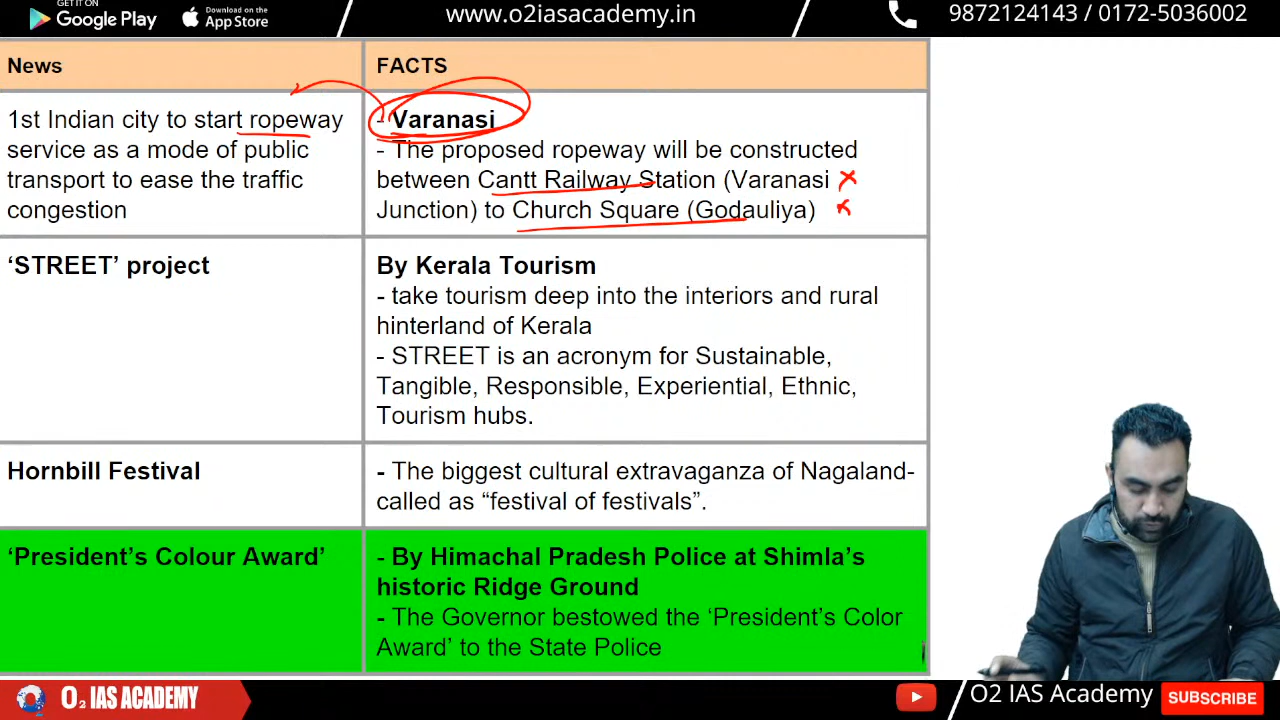 GET IT ON
Google Play
Download on the
App Store
www.o2iasacademy.in
9872124143 / 0172-5036002
News
FACTS
1st Indian city to start ropeway
service as a mode of public
transport to ease the traffic
congestion
- Varanasi
- The proposed ropeway will be constructed
between Cantt Railway Station (Varanasi
Junction) to Church Square (Godauliya)
‘STREET’ project
By Kerala Tourism
- take tourism deep into the interiors and rural
hinterland of Kerala
- STREET is an acronym for Sustainable,
Tangible, Responsible, Experiential, Ethnic,
Tourism hubs.
Hornbill Festival
- The biggest cultural extravaganza of Nagaland-
called as “festival of festivals”.
‘President’s Colour Award’
- By Himachal Pradesh Police at Shimla’s
historic Ridge Ground
- The Governor bestowed the ‘President’s Color
Award’ to the State Police
O2 IAS ACADEMY
O2 IAS Academy
SUBSCRIBE